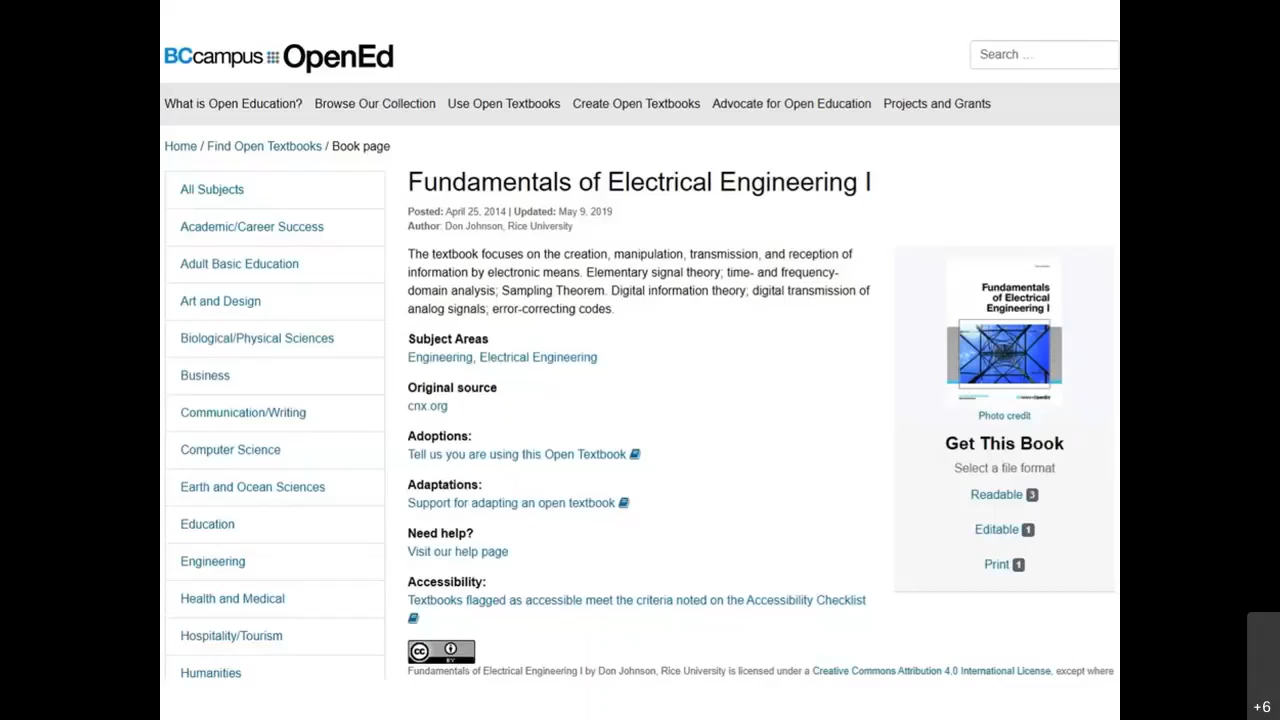 BCcampus OpenEd
Search ...
What is Open Education? Browse Our Collection Use Open Textbooks Create Open Textbooks Advocate for Open Education Projects and Grants
Home / Find Open Textbooks / Book page
All Subjects
Academic/Career Success
Adult Basic Education
Art and Design
Biological/Physical Sciences
Business
Communication/Writing
Computer Science
Earth and Ocean Sciences
Education
Engineering
Health and Medical
Hospitality/Tourism
Humanities
Fundamentals of Electrical Engineering I
Posted: April 25, 2014 | Updated: May 9, 2019
Author: Don Johnson, Rice University
The textbook focuses on the creation, manipulation, transmission, and reception of
information by electronic means. Elementary signal theory; time- and frequency-
domain analysis; Sampling Theorem. Digital information theory; digital transmission of
analog signals; error-correcting codes.
Subject Areas
Engineering, Electrical Engineering
Original source
cnx.org
Adoptions:
Tell us you are using this Open Textbook
Adaptations:
Support for adapting an open textbook
Need help?
Visit our help page
Accessibility:
Textbooks flagged as accessible meet the criteria noted on the Accessibility Checklist
cc BY
Fundamentals of Electrical Engineering I by Don Johnson, Rice University is licensed under a Creative Commons Attribution 4.0 International License, except where
Fundamentals
of Electrical
Engineering I
OpenEd
Photo credit
Get This Book
Select a file format
Readable 3
Editable 1
Print 1
+6